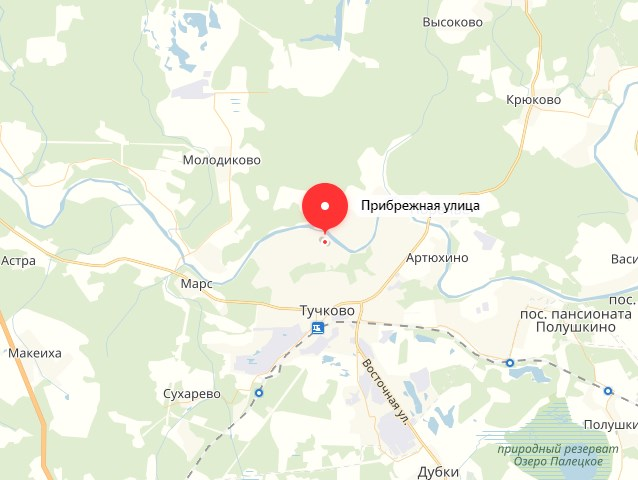 Высоково
Крюково
Молодиково
Прибрежная улица
Астра
Артюхино
Васи
Марс
пос.
Тучково
пос. пансионата
Полушкино
Макеиха
Восточная ул.
Сухарево
Полушки
природный резерват
Озеро Палецкое
Дубки